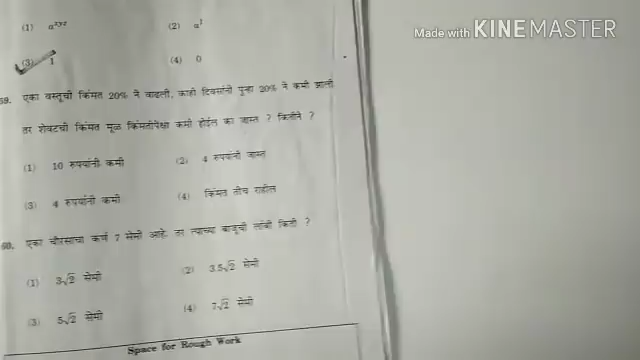 Made with KINEMASTER
(1) a^xyz (2) a¹
(3) 1 (4) 0
59. एका वस्तूची किंमत 20% ने वाढली, काही दिवसांनी पुन्हा 20% ने कमी झाली
तर शेवटची किंमत मूळ किंमतीपेक्षा कमी होईल का जास्त ? कितीने ?
(1) 10 रुपयांनी कमी (2) 4 रुपयांनी जास्त
(3) 4 रुपयांनी कमी (4) किंमत तीच राहील
60. एका चौरसाचा कर्ण 7 सेमी आहे. तर त्याच्या बाजूची लांबी किती ?
(1) 3√2 सेमी (2) 3.5√2 सेमी
(3) 5√2 सेमी (4) 7√2 सेमी
Space for Rough Work